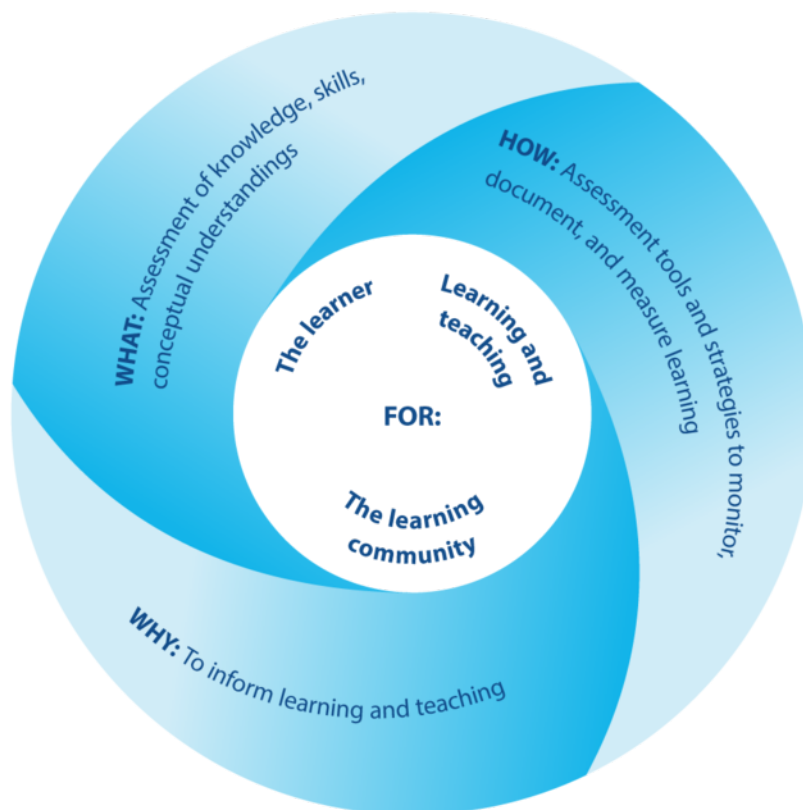 WHAT: Assessment of knowledge, skills,
conceptual understandings
HOW: Assessment tools and strategies to monitor,
document, and measure learning
The learner
Learning and
teaching
FOR:
The learning
community
WHY: To inform learning and teaching